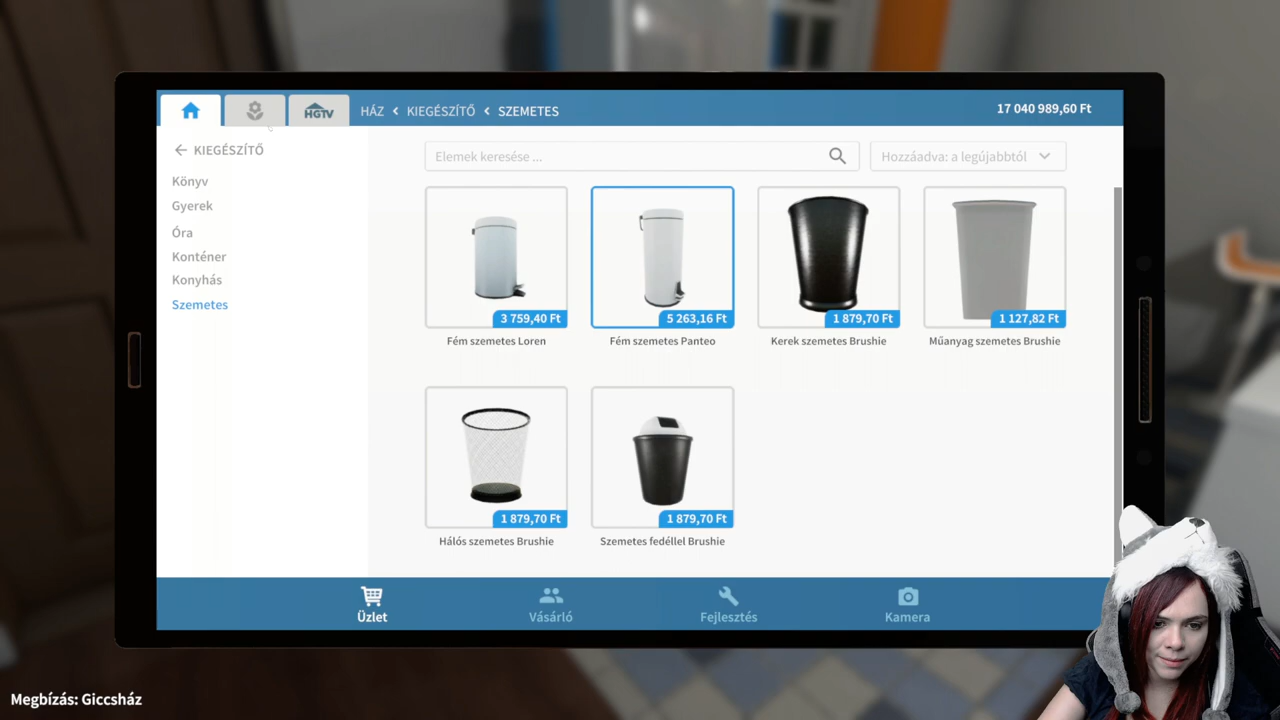 HGTV
HÁZ < KIEGÉSZÍTŐ < SZEMETES
17 040 989,60 Ft
KIEGÉSZÍTŐ
Könyv
Gyerek
Óra
Konténer
Konyhás
Szemetes
Elemek keresése ...
Hozzáadva: a legújabbtól
3 759,40 Ft
5 263,16 Ft
1 879,70 Ft
1 127,82 Ft
Fém szemetes Loren
Fém szemetes Panteo
Kerek szemetes Brushie
Műanyag szemetes Brushie
1 879,70 Ft
1 879,70 Ft
Hálós szemetes Brushie
Szemetes fedéllel Brushie
Üzlet
Vásárló
Fejlesztés
Kamera
Megbízás: Giccsház